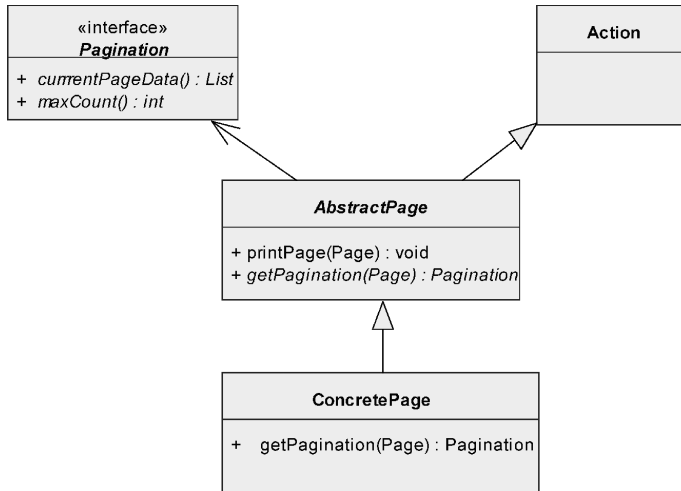 «interface»
Pagination
+ currentPageData() : List
+ maxCount() : int
Action
AbstractPage
+ printPage(Page) : void
+ getPagination(Page) : Pagination
ConcretePage
+ getPagination(Page) : Pagination